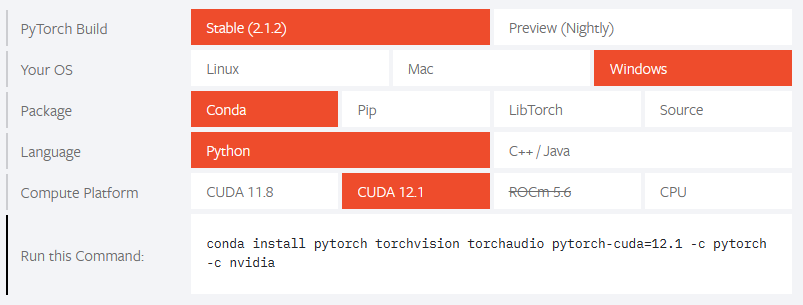 PyTorch Build Stable (2.1.2) Preview (Nightly)
Your OS Linux Mac Windows
Package Conda Pip LibTorch Source
Language Python C++ / Java
Compute Platform CUDA 11.8 CUDA 12.1 ROCm 5.6 CPU
Run this Command: conda install pytorch torchvision torchaudio pytorch-cuda=12.1 -c pytorch
-c nvidia